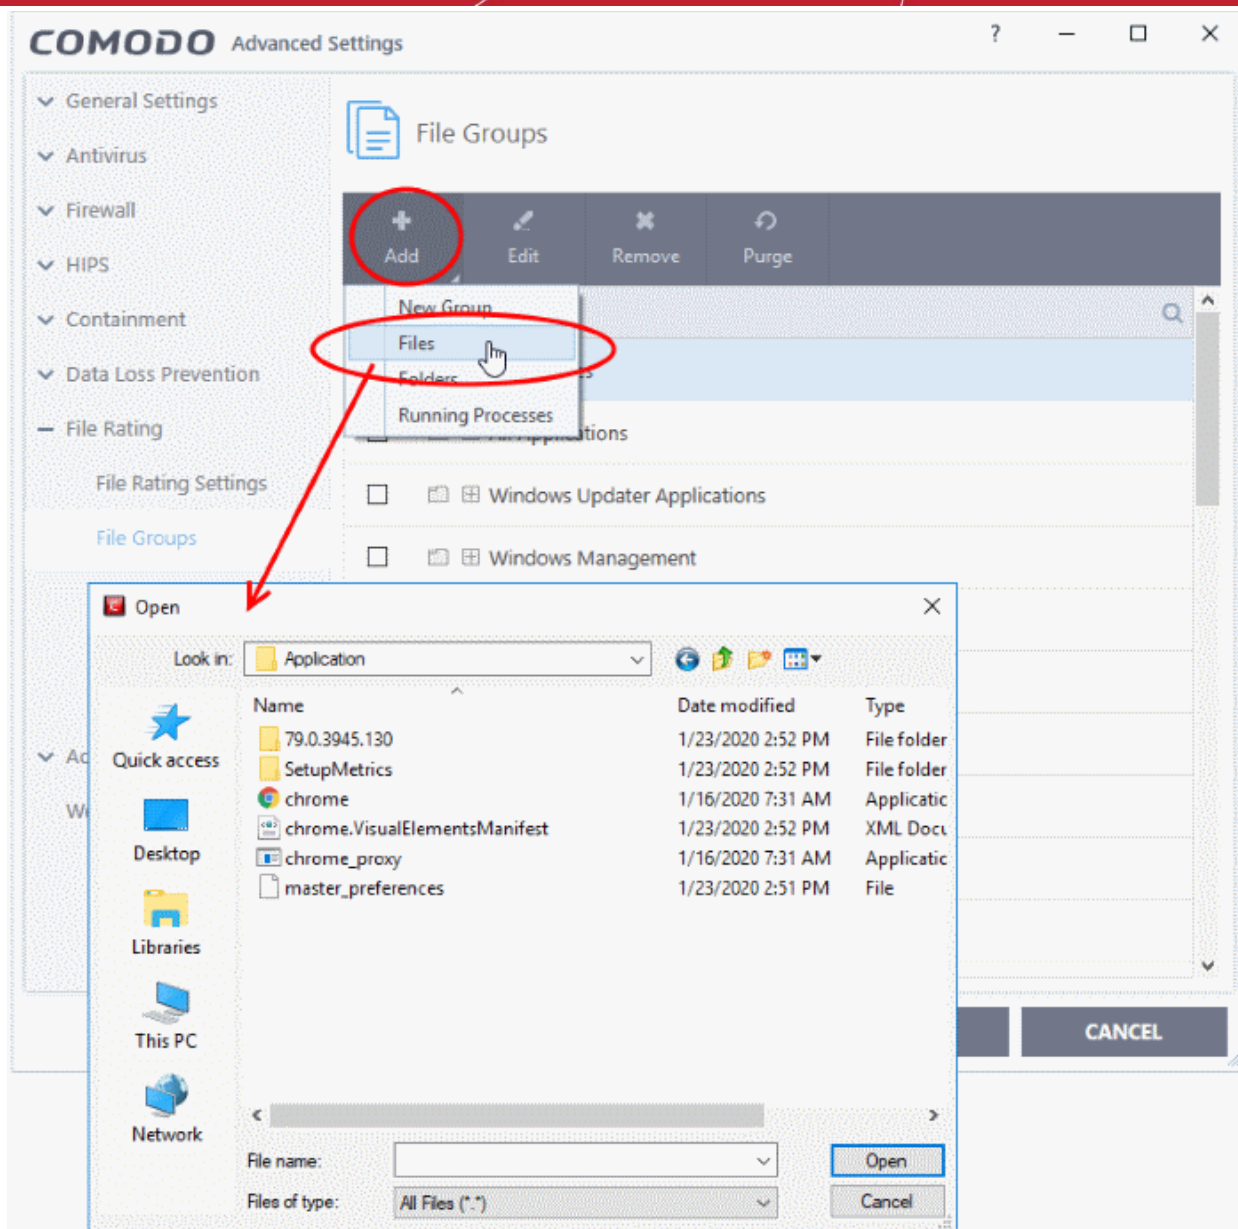 COMODO Advanced Settings ?
General Settings
File Groups
Antivirus
Firewall
Add Edit Remove Purge
HIPS
New Group
Containment
Files
Data Loss Prevention
Folders
Running Processes
File Rating
Applications
File Rating Settings
Windows Updater Applications
File Groups
Windows Management
Open
Look in: Application
Name Date modified Type
Quick access
79.0.3945.130 1/23/2020 2:52 PM File folder
SetupMetrics 1/23/2020 2:52 PM File folder
chrome 1/16/2020 7:31 AM Applicatic
chrome.VisualElementsManifest 1/23/2020 2:52 PM XML Docu
Desktop
chrome_proxy 1/16/2020 7:31 AM Applicatic
master_preferences 1/23/2020 2:51 PM File
Libraries
This PC
CANCEL
Network
File name: Open
Files of type: All Files (*.*) Cancel